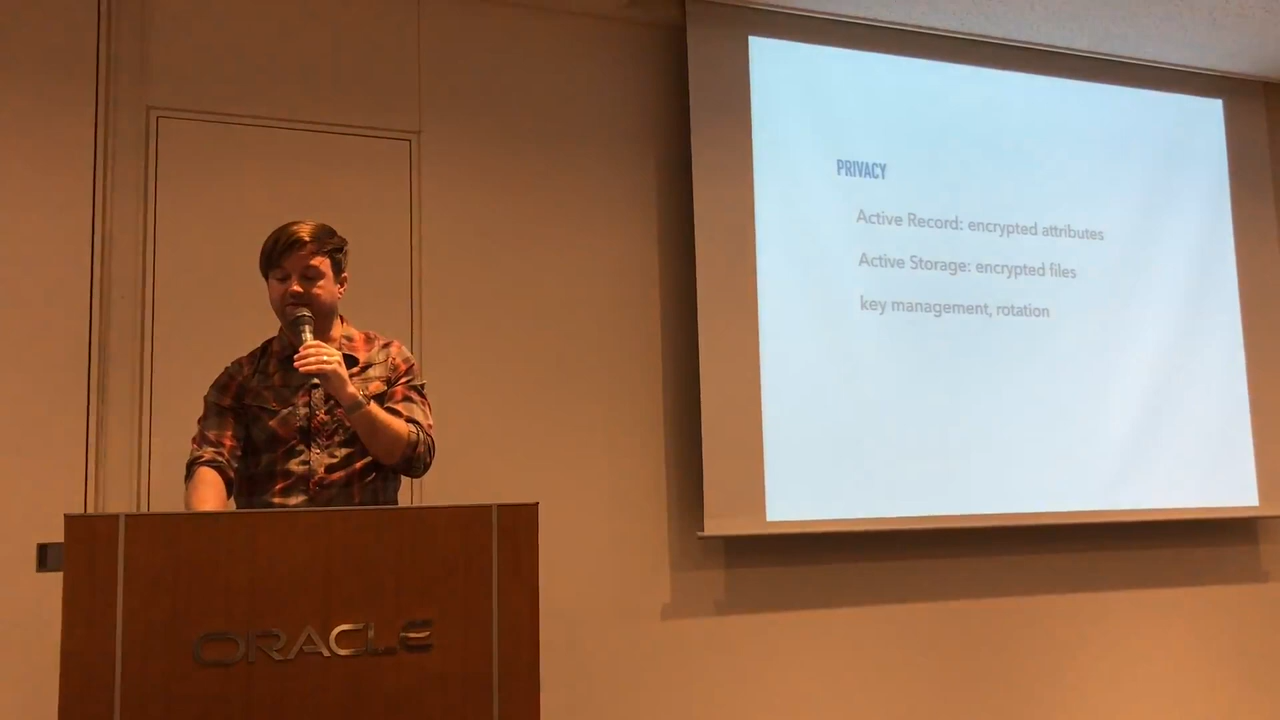 PRIVACY
Active Record: encrypted attributes
Active Storage: encrypted files
key management, rotation
ORACLE